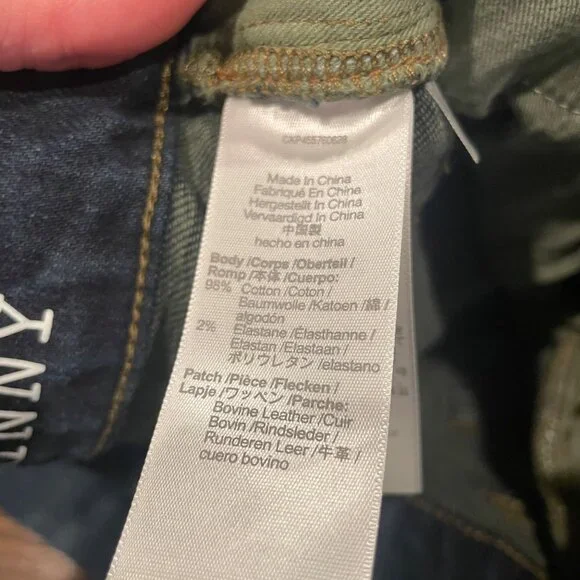 CXP455760628
Made In China
Fabriqué En Chine
Hergestellt In China
Vervaardigd In China
中国製
hecho en china
Body /Corps /Oberteil /
Romp /本体 /Cuerpo:
98% Cotton /Coton /
Baumwolle /Katoen /綿 /
algodón
2% Elastane /Élasthanne /
Elastan /Elastaan /
ポリウレタン /elastano
Patch /Pièce /Flecken /
Lapje /ワッペン /Parche:
Bovine Leather /Cuir
Bovin /Rindsleder /
Runderen Leer /牛革 /
cuero bovino
NNY